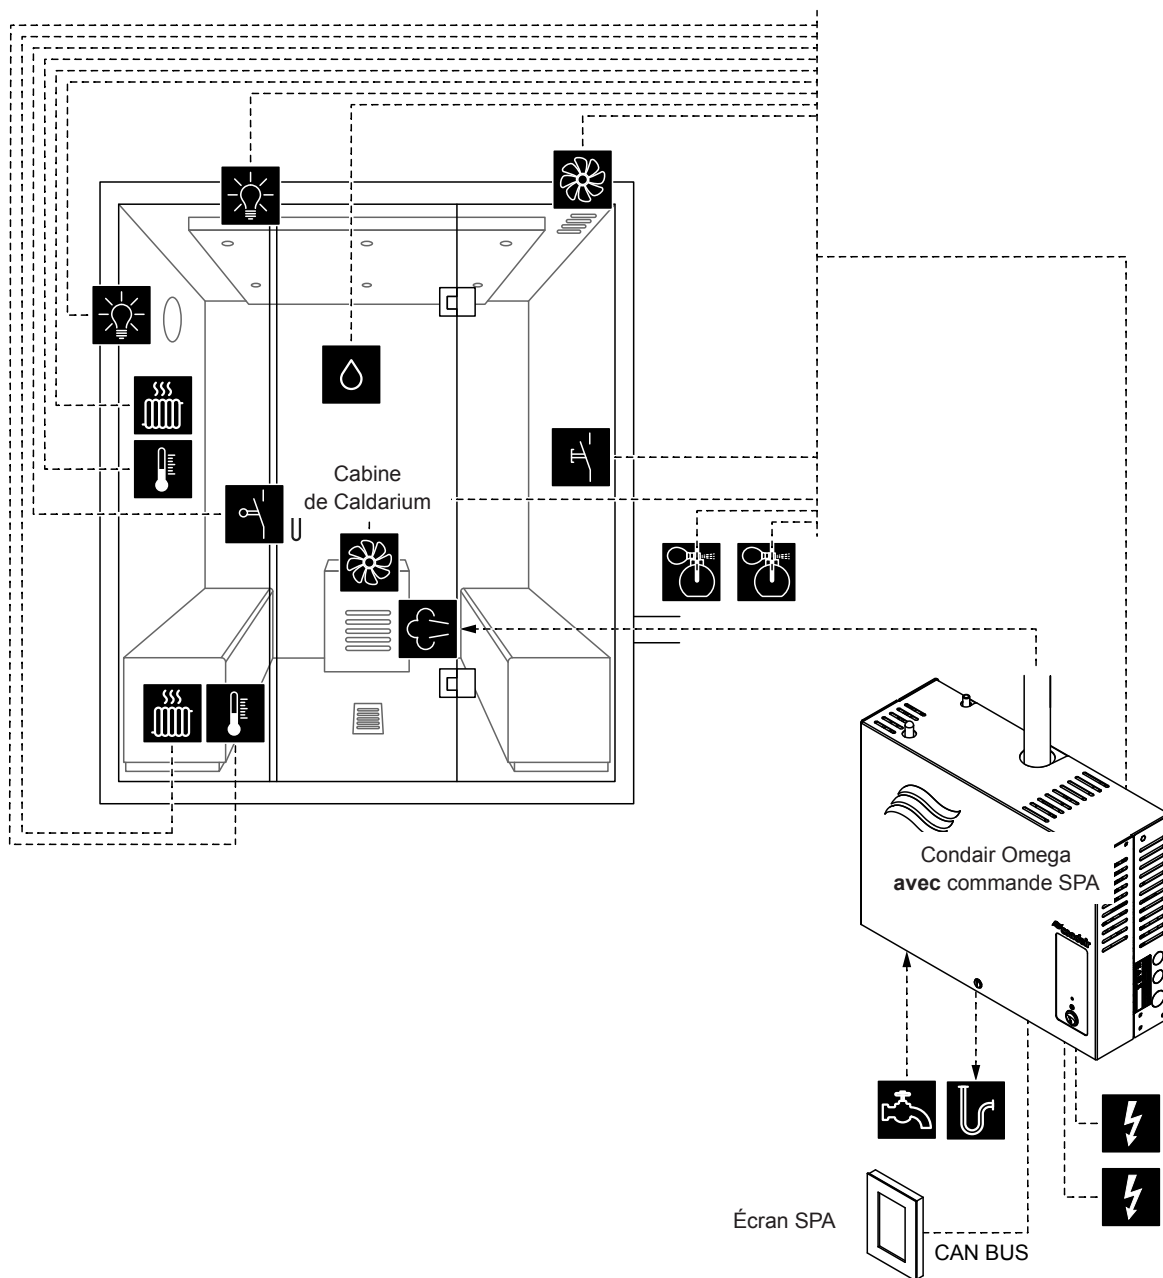 Cabine
de Caldarium
Condair Omega
avec commande SPA
Écran SPA
CAN BUS